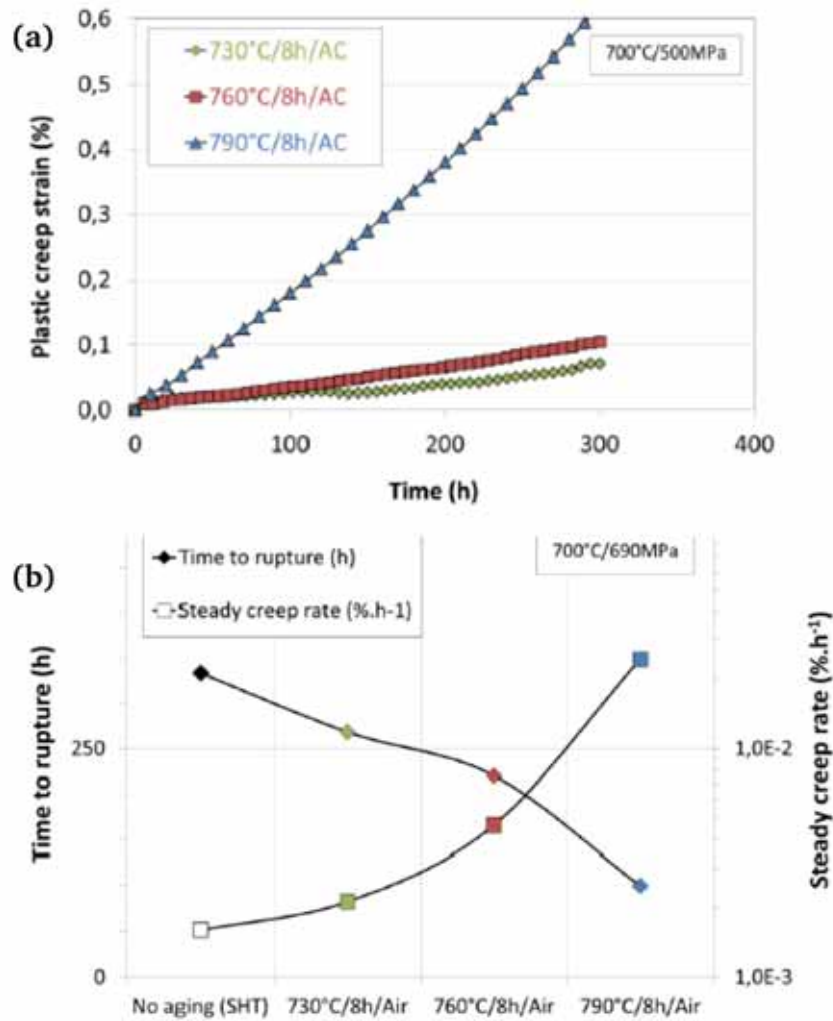 (a)
0,6
0,5
0,4
0,3
0,2
0,1
0,0
Plastic creep strain (%)
730°C/8h/AC
760°C/8h/AC
790°C/8h/AC
700°C/500MPa
0 100 200 300 400
Time (h)
(b)
Time to rupture (h)
Steady creep rate (%.h-1)
700°C/690MPa
Time to rupture (h)
250
0
1,0E-2
1,0E-3
Steady creep rate (%.h⁻¹)
No aging (SHT) 730°C/8h/Air 760°C/8h/Air 790°C/8h/Air